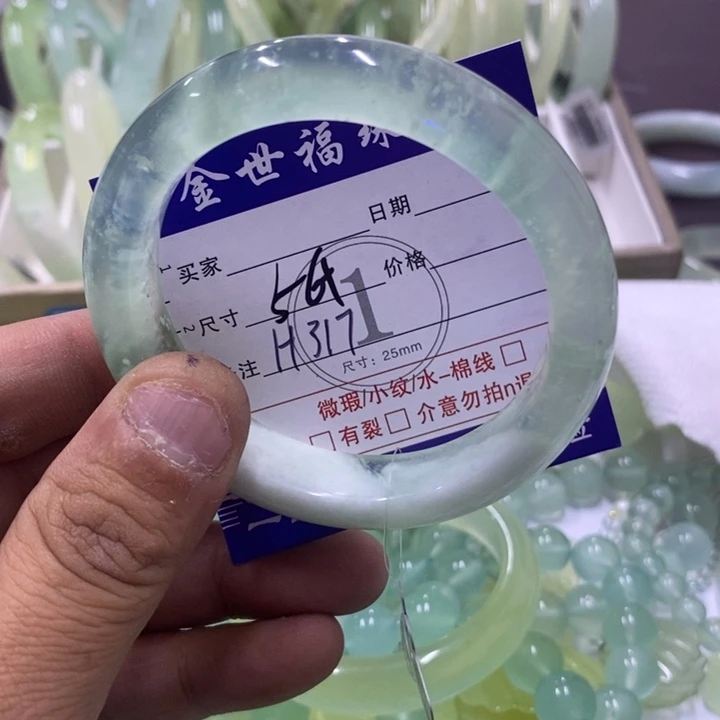 金世福珠
日期
买家
价格
尺寸 56
注 H317
1
尺寸：25mm
微瑕/小纹/水-棉线 □
□ 有裂 □ 介意勿拍